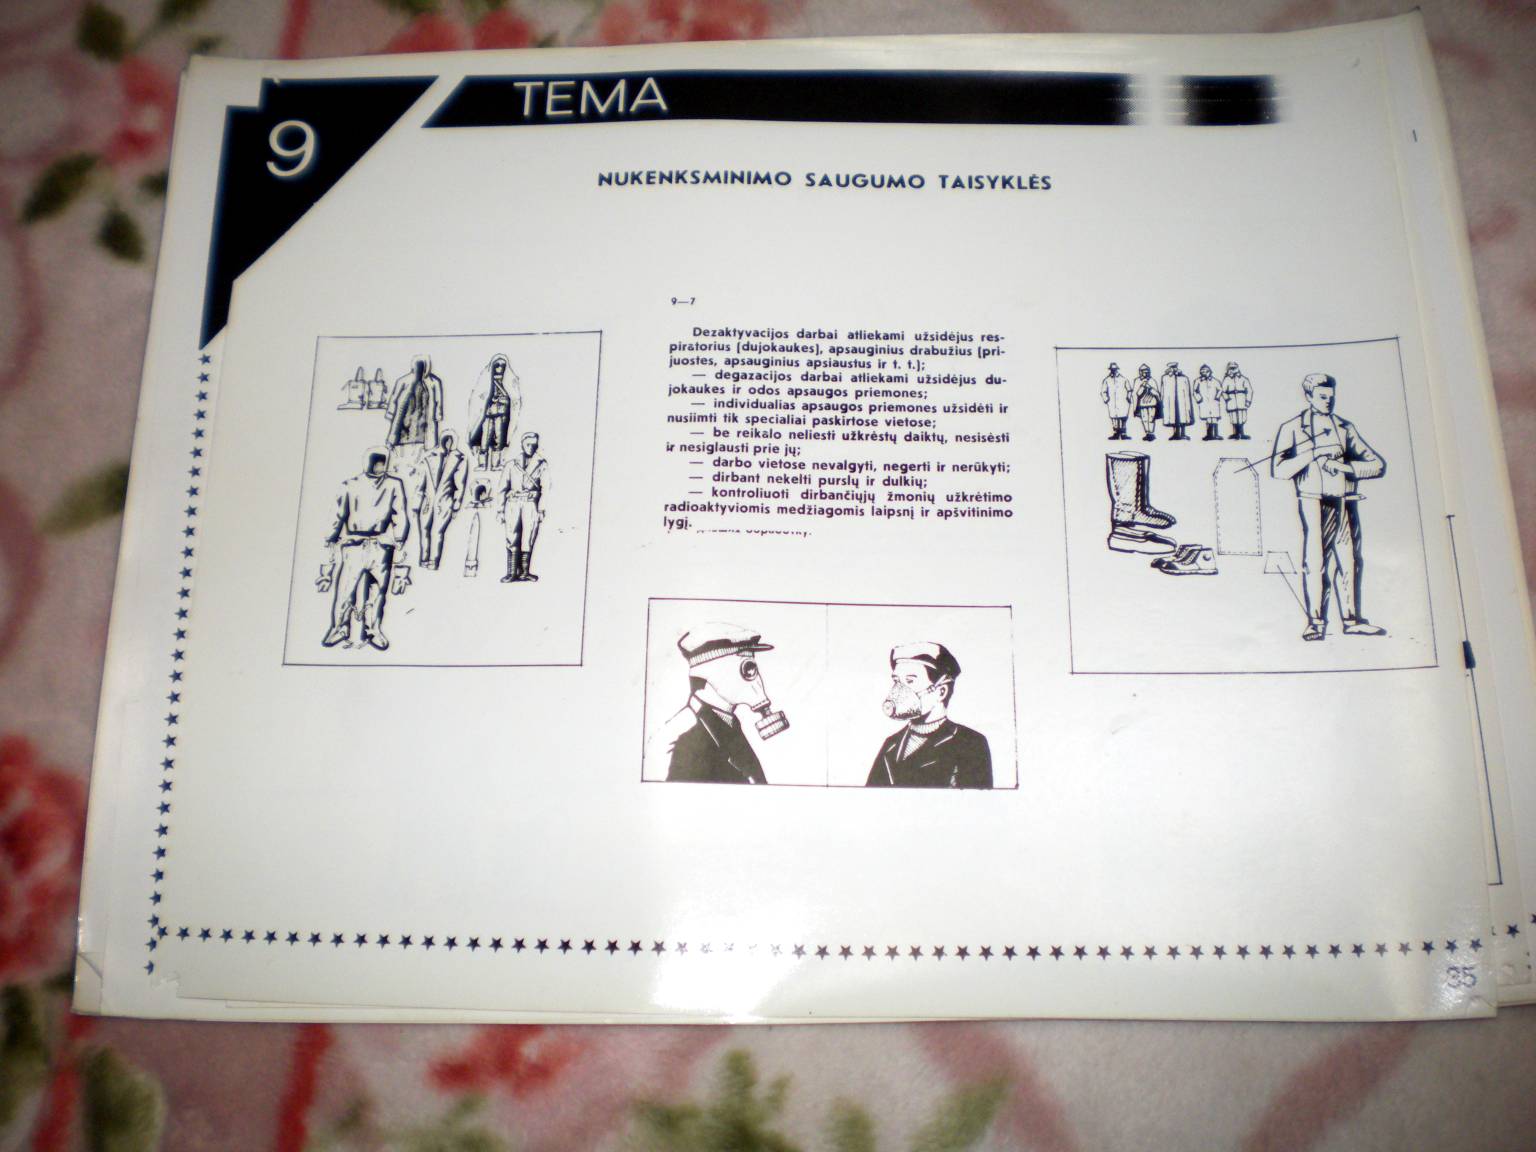 9 TEMA
NUKENKSMINIMO SAUGUMO TAISYKLĖS
9—7
Dezaktyvacijos darbai atliekami užsidėjus res-
piratorius (dujokaukes), apsauginius drabužius (pri-
juostes, apsauginius apsiaustus ir t. t.);
— degazacijos darbai atliekami užsidėjus du-
jokaukes ir odos apsaugos priemones;
— individualias apsaugos priemones užsidėti ir
nusiimti tik specialiai paskirtose vietose;
— be reikalo neliesti užkrėstų daiktų, nesisėsti
ir nesiglausti prie jų;
— darbo vietose nevalgyti, negerti ir nerūkyti;
— dirbant nekelti purslų ir dulkių;
— kontroliuoti dirbančiųjų žmonių užkrėtimo
radioaktyviomis medžiagomis laipsnį ir apšvitinimo
lygį.
35